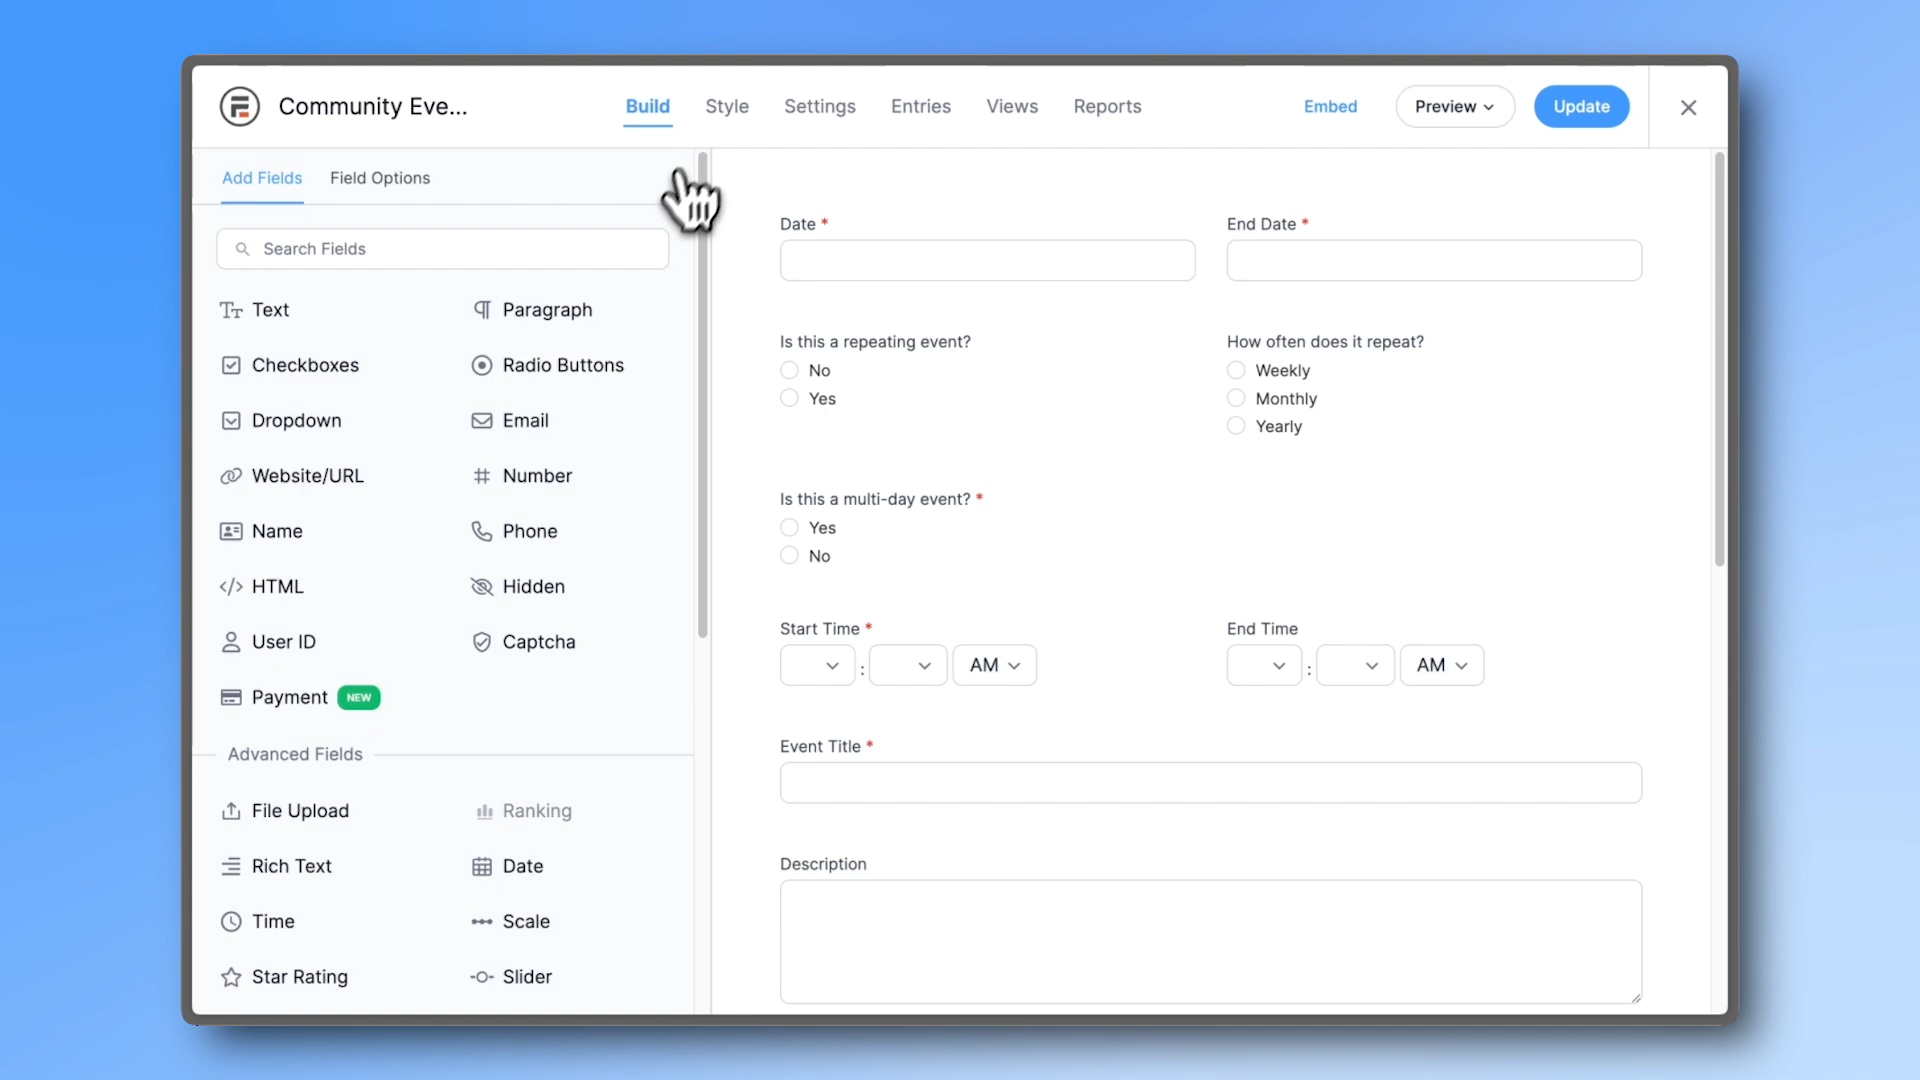 Community Eve...
Build Style Settings Entries Views Reports
Embed Preview Update
Add Fields Field Options
Search Fields
Text Paragraph
Checkboxes Radio Buttons
Dropdown Email
Website/URL Number
Name Phone
HTML Hidden
User ID Captcha
Payment NEW
Advanced Fields
File Upload Ranking
Rich Text Date
Time Scale
Star Rating Slider
Date * End Date *
Is this a repeating event? How often does it repeat?
No Weekly
Yes Monthly
Yearly
Is this a multi-day event? *
Yes
No
Start Time * End Time
: AM : AM
Event Title *
Description